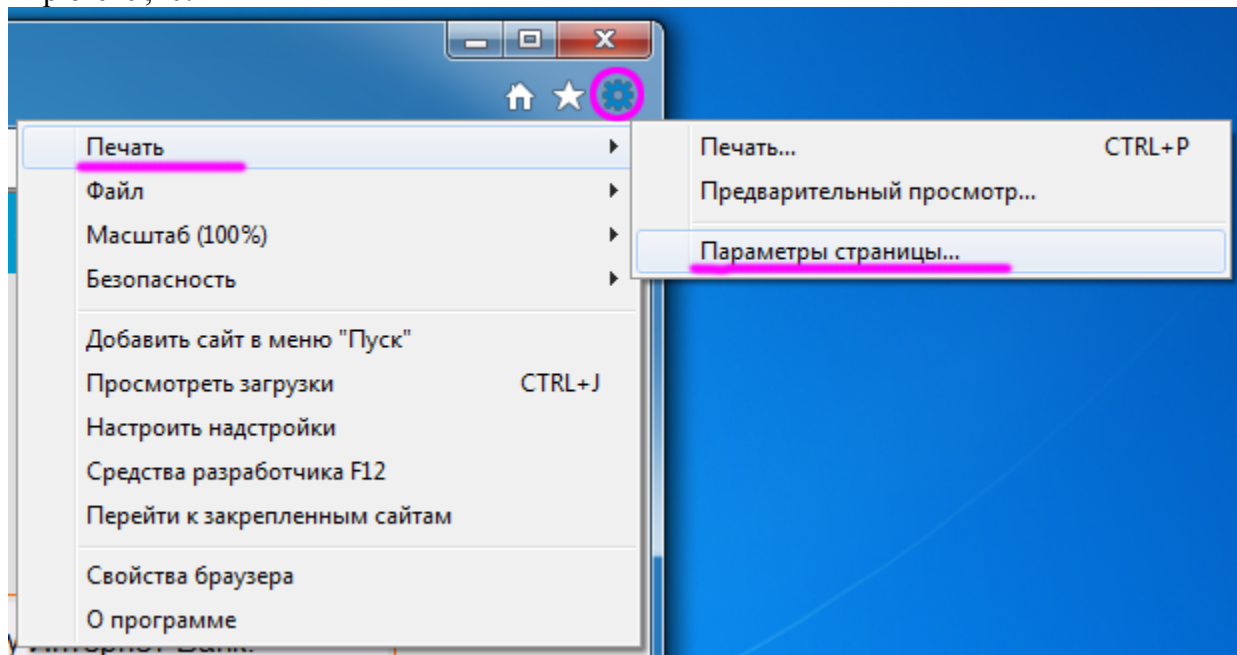 Печать
Файл
Масштаб (100%)
Безопасность
Добавить сайт в меню "Пуск"
Просмотреть загрузки CTRL+J
Настроить надстройки
Средства разработчика F12
Перейти к закрепленным сайтам
Свойства браузера
О программе
Печать... CTRL+P
Предварительный просмотр...
Параметры страницы...